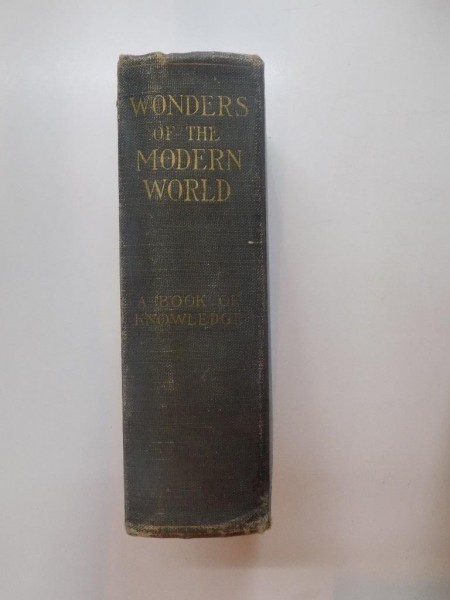 WONDERS
OF THE
MODERN
WORLD
A BOOK OF
KNOWLEDGE